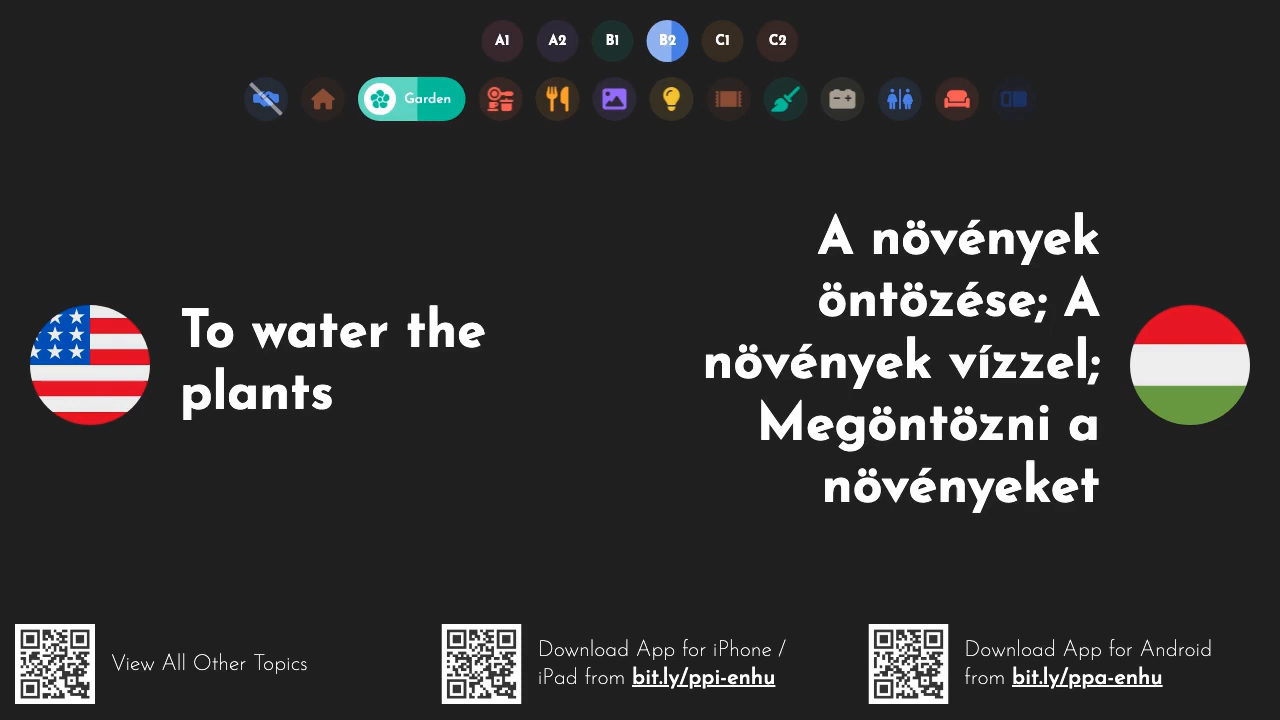 A1 A2 B1 B2 C1 C2
Garden
To water the
plants
A növények
öntözése; A
növények vízzel;
Megöntözni a
növényeket
View All Other Topics
Download App for iPhone /
iPad from bit.ly/ppi-enhu
Download App for Android
from bit.ly/ppa-enhu